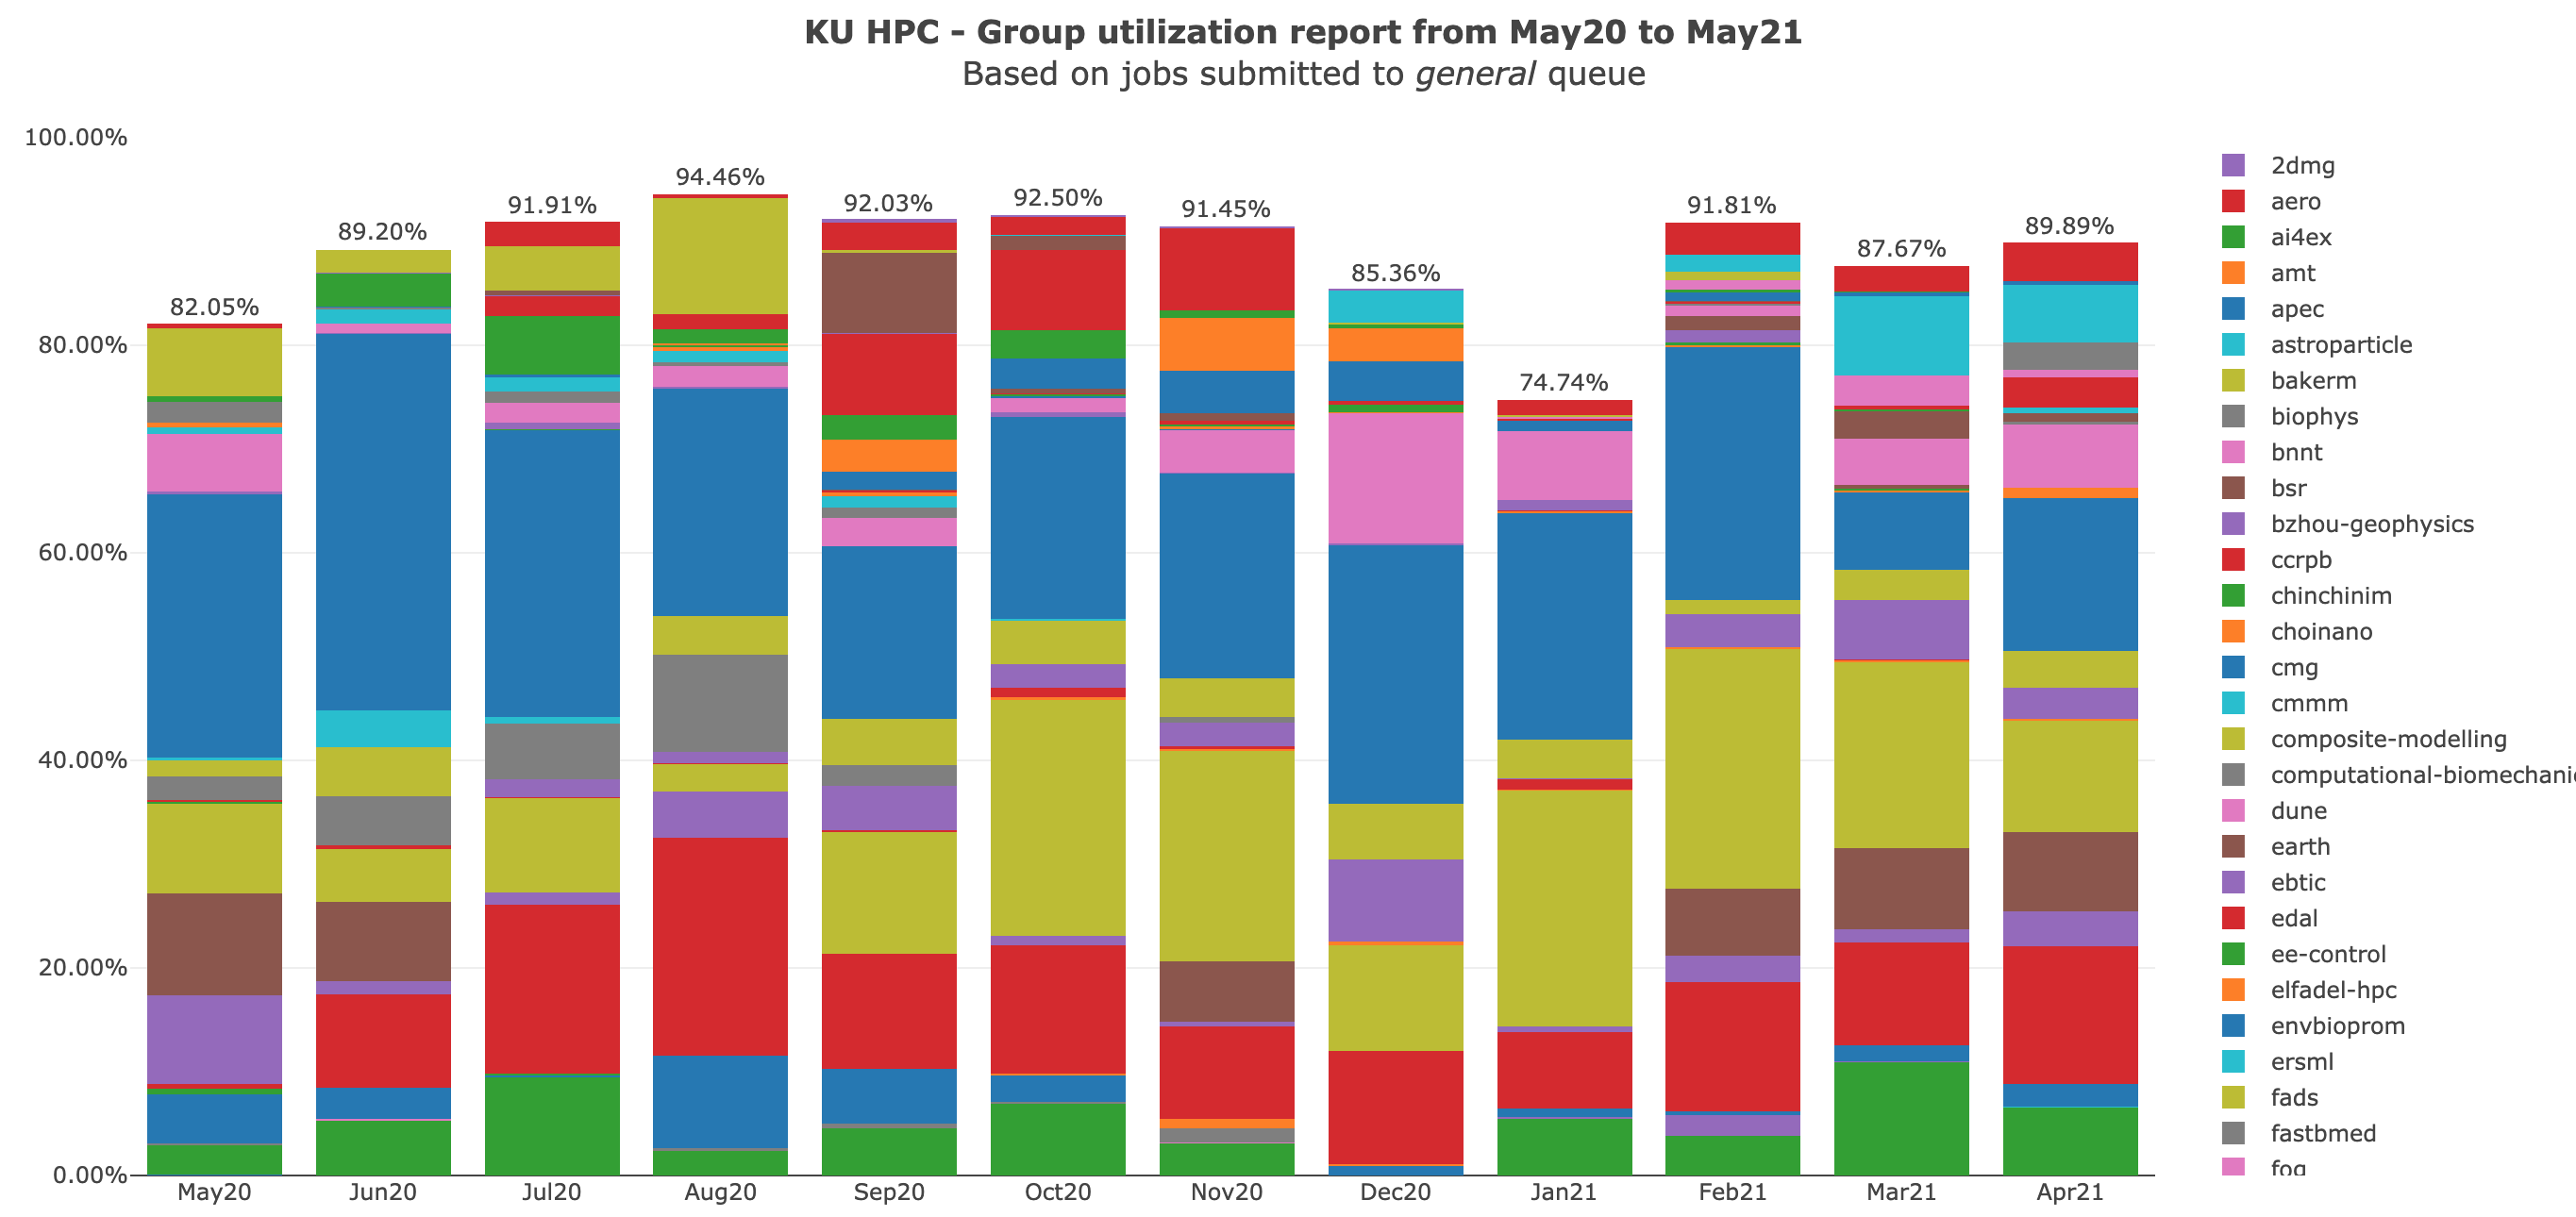 KU HPC - Group utilization report from May20 to May21
Based on jobs submitted to general queue
100.00%
80.00%
60.00%
40.00%
20.00%
0.00%
82.05%
89.20%
91.91%
94.46%
92.03%
92.50%
91.45%
85.36%
74.74%
91.81%
87.67%
89.89%
May20
Jun20
Jul20
Aug20
Sep20
Oct20
Nov20
Dec20
Jan21
Feb21
Mar21
Apr21
2dmg
aero
ai4ex
amt
apec
astroparticle
bakerm
biophys
bnnt
bsr
bzhou-geophysics
ccrpb
chinchinim
choinano
cmg
cmmm
composite-modelling
computational-biomechani
dune
earth
ebtic
edal
ee-control
elfadel-hpc
envbioprom
ersml
fads
fastbmed
fog